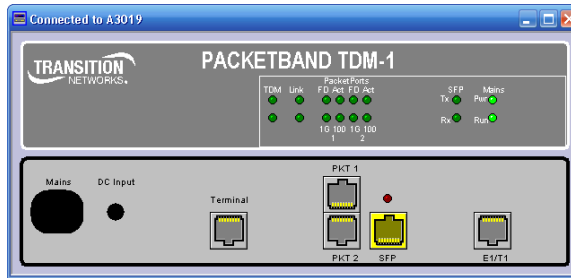 Connected to A3019
TRANSITION
NETWORKS.
PACKETBAND TDM-1
Packet Ports
TDM Link FD Act FD Act SFP Mains
Tx Pwr
Rx Run
1G 100 1G 100
1 2
Mains DC Input PKT 1
Terminal
PKT 2 SFP E1/T1